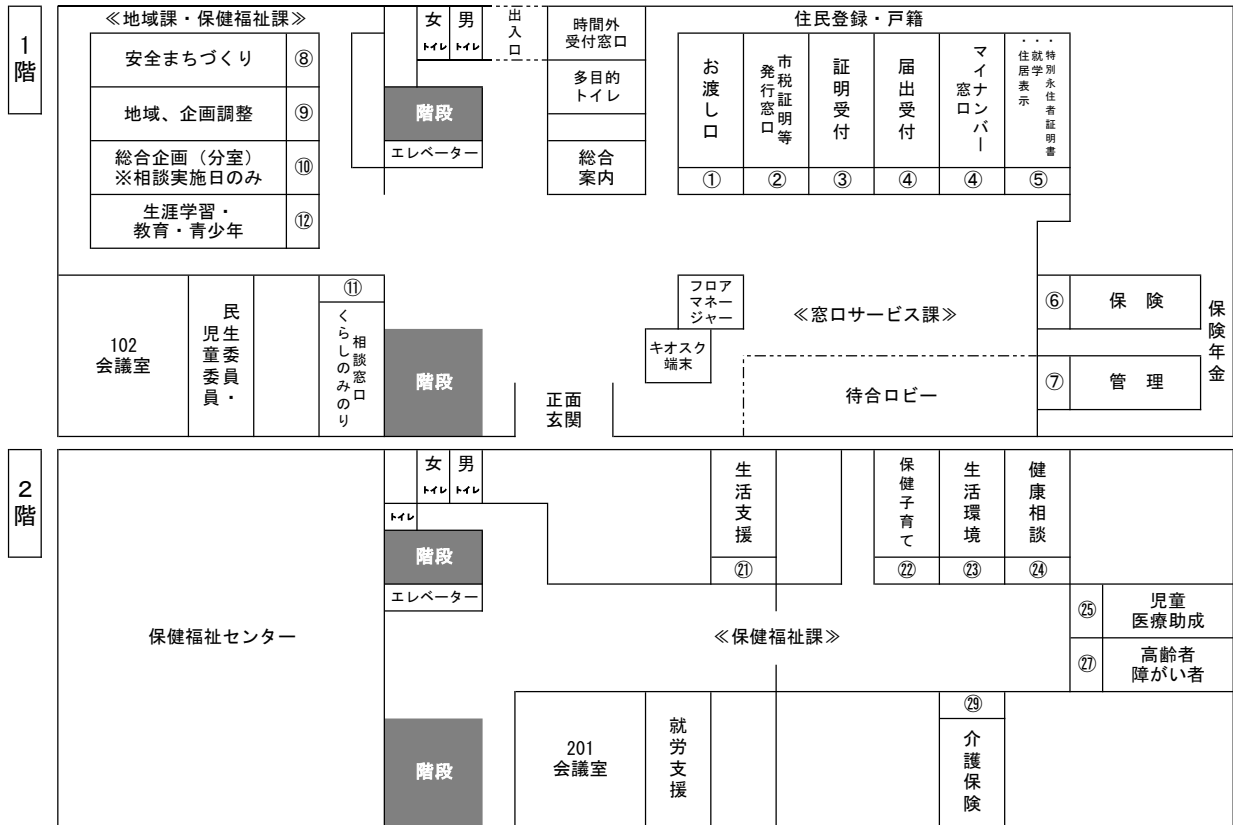 1階
≪地域課・保健福祉課≫
安全まちづくり ⑧
地域、企画調整 ⑨
総合企画（分室）
※相談実施日のみ ⑩
生涯学習・
教育・青少年 ⑫
女
トイレ
男
トイレ
出入口
階段
エレベーター
時間外
受付窓口
多目的
トイレ
総合
案内
住民登録・戸籍
お渡し口
①
市税証明等
発行窓口
②
証明受付
③
届出受付
④
マイナンバー
窓口
④
・特別永住者証明書
・就学
・住居表示
⑤
102
会議室
民生委員・
児童委員
⑪
相談窓口
くらしのみのり
階段
正面
玄関
フロア
マネー
ジャー
キオスク
端末
≪窓口サービス課≫
待合ロビー
⑥ 保険
⑦ 管理
保険年金
2階
保健福祉センター
女
トイレ
男
トイレ
トイレ
階段
エレベーター
生活支援
㉑
保健子育て
㉒
生活環境
㉓
健康相談
㉔
≪保健福祉課≫
㉕ 児童
医療助成
㉗ 高齢者
障がい者
階段
201
会議室
就労支援
㉙
介護保険